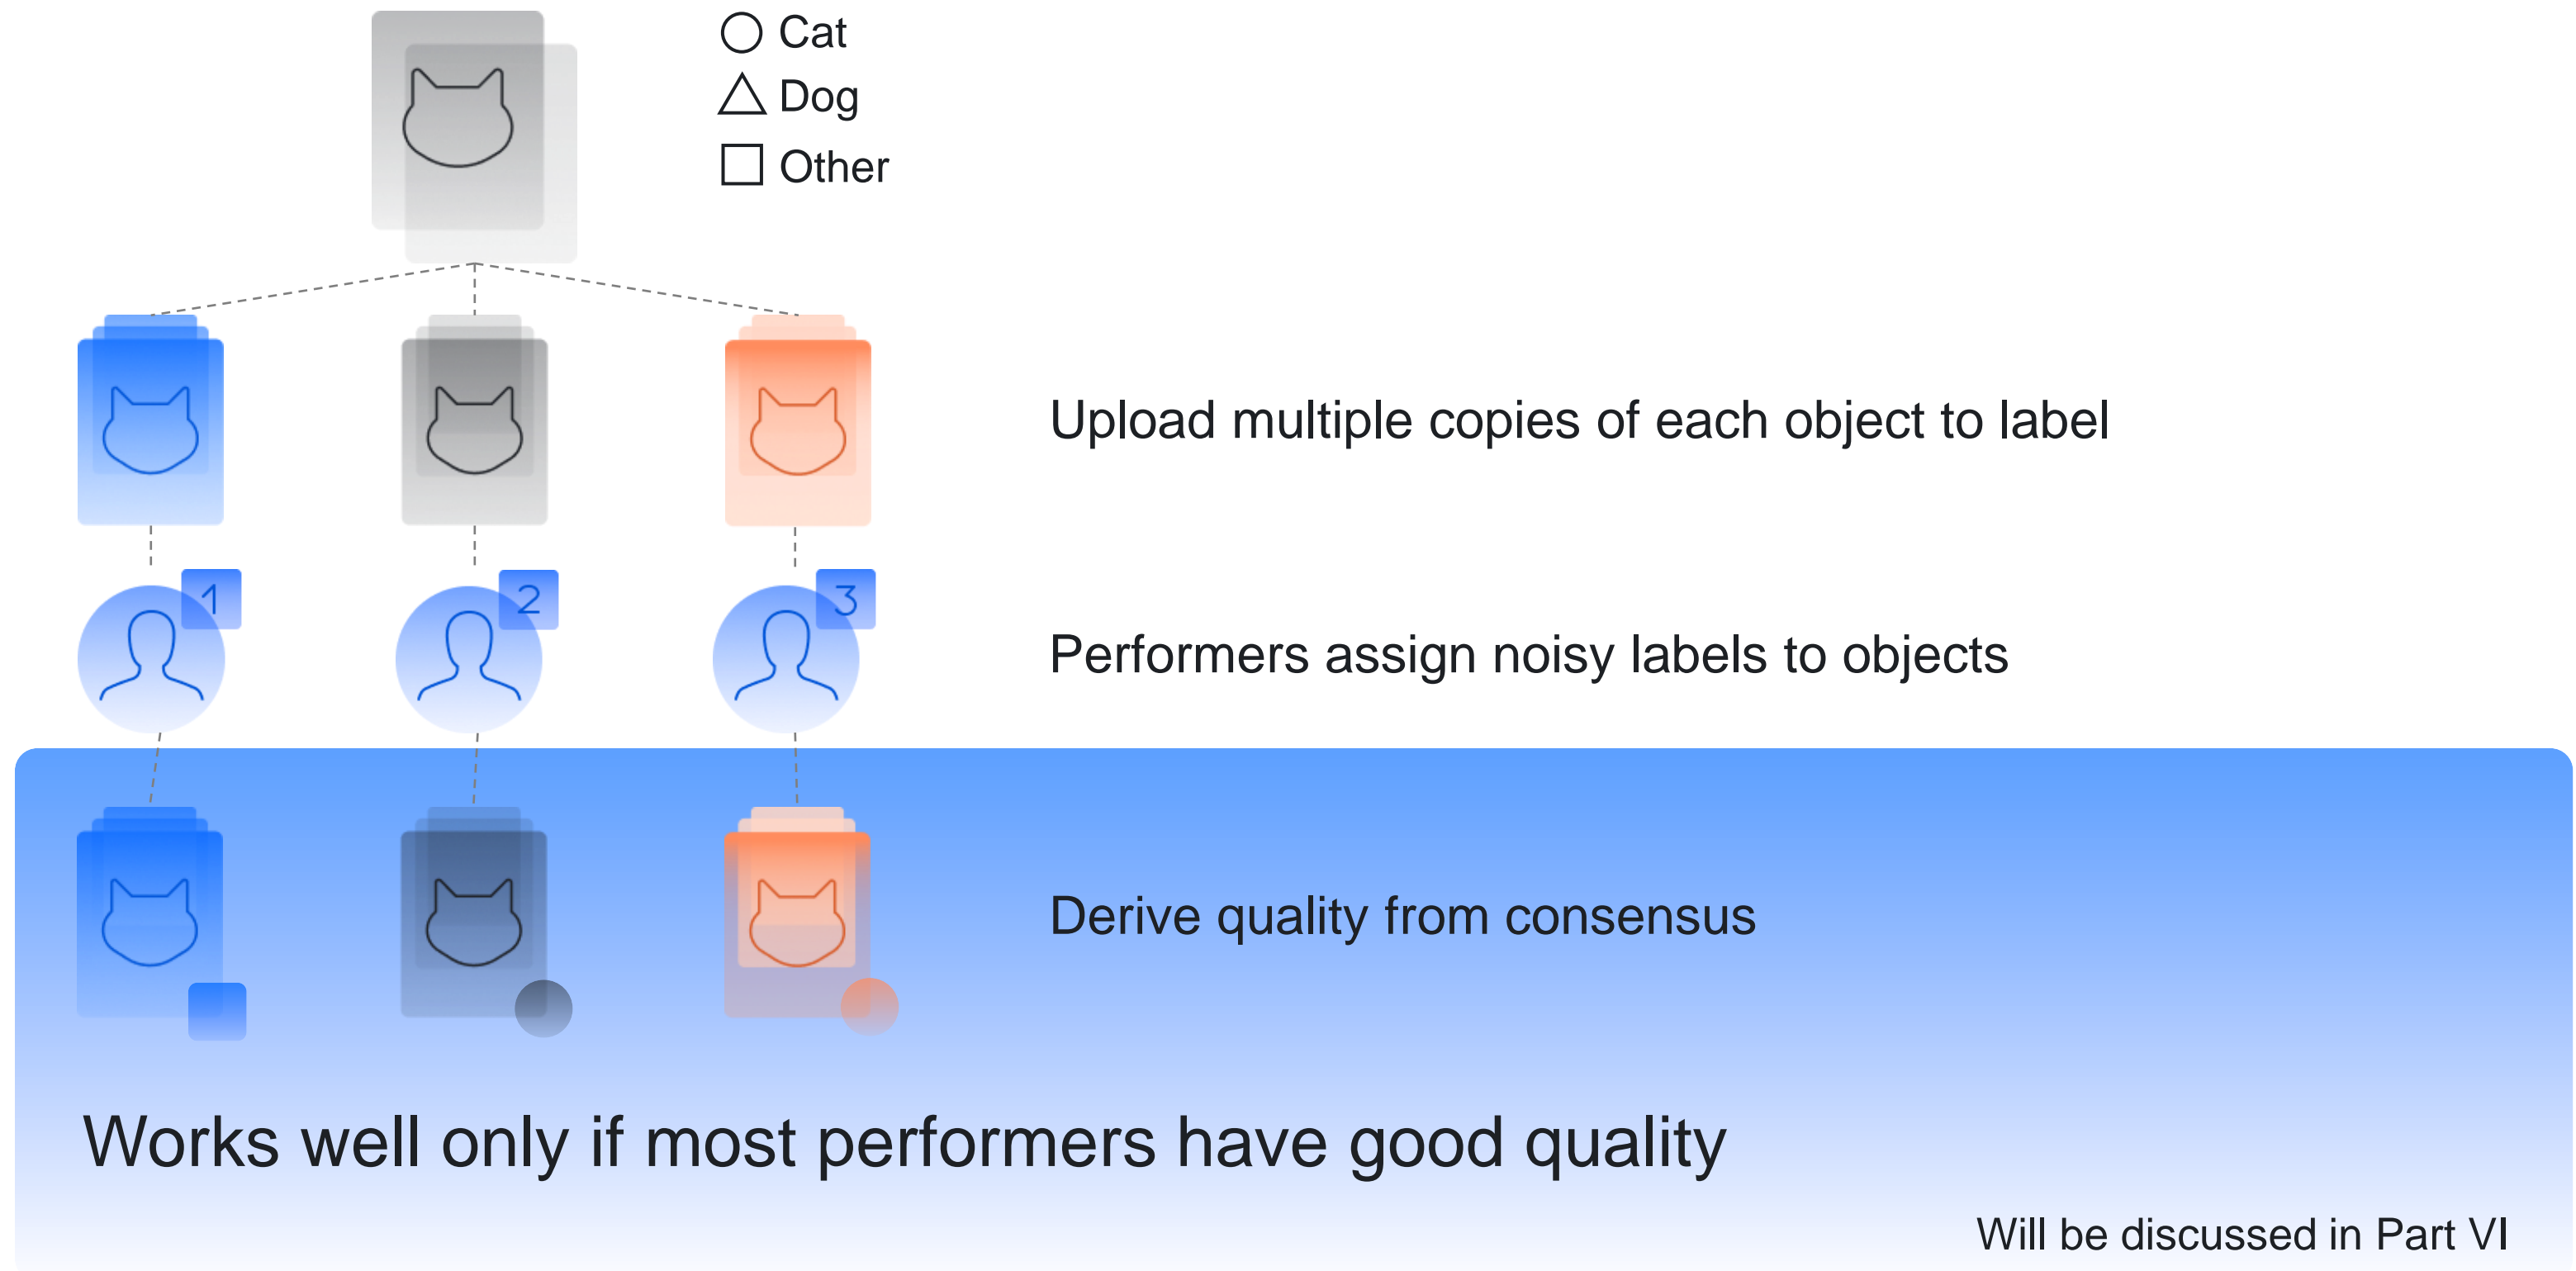 Cat
Dog
Other
Upload multiple copies of each object to label
1
2
3
Performers assign noisy labels to objects
Derive quality from consensus
Works well only if most performers have good quality
Will be discussed in Part VI